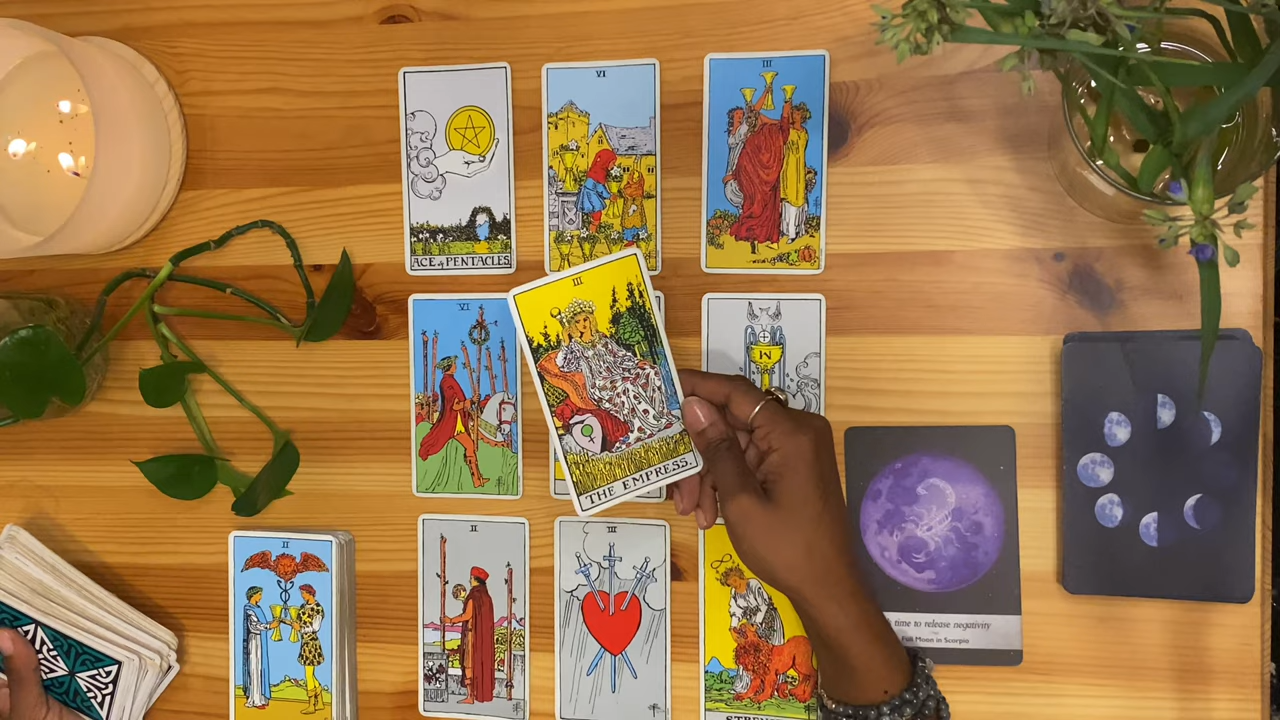 ACE of PENTACLES.
VI
III
VI
III
THE EMPRESS.
M
II
II
III
time to release negativity
Full Moon in Scorpio